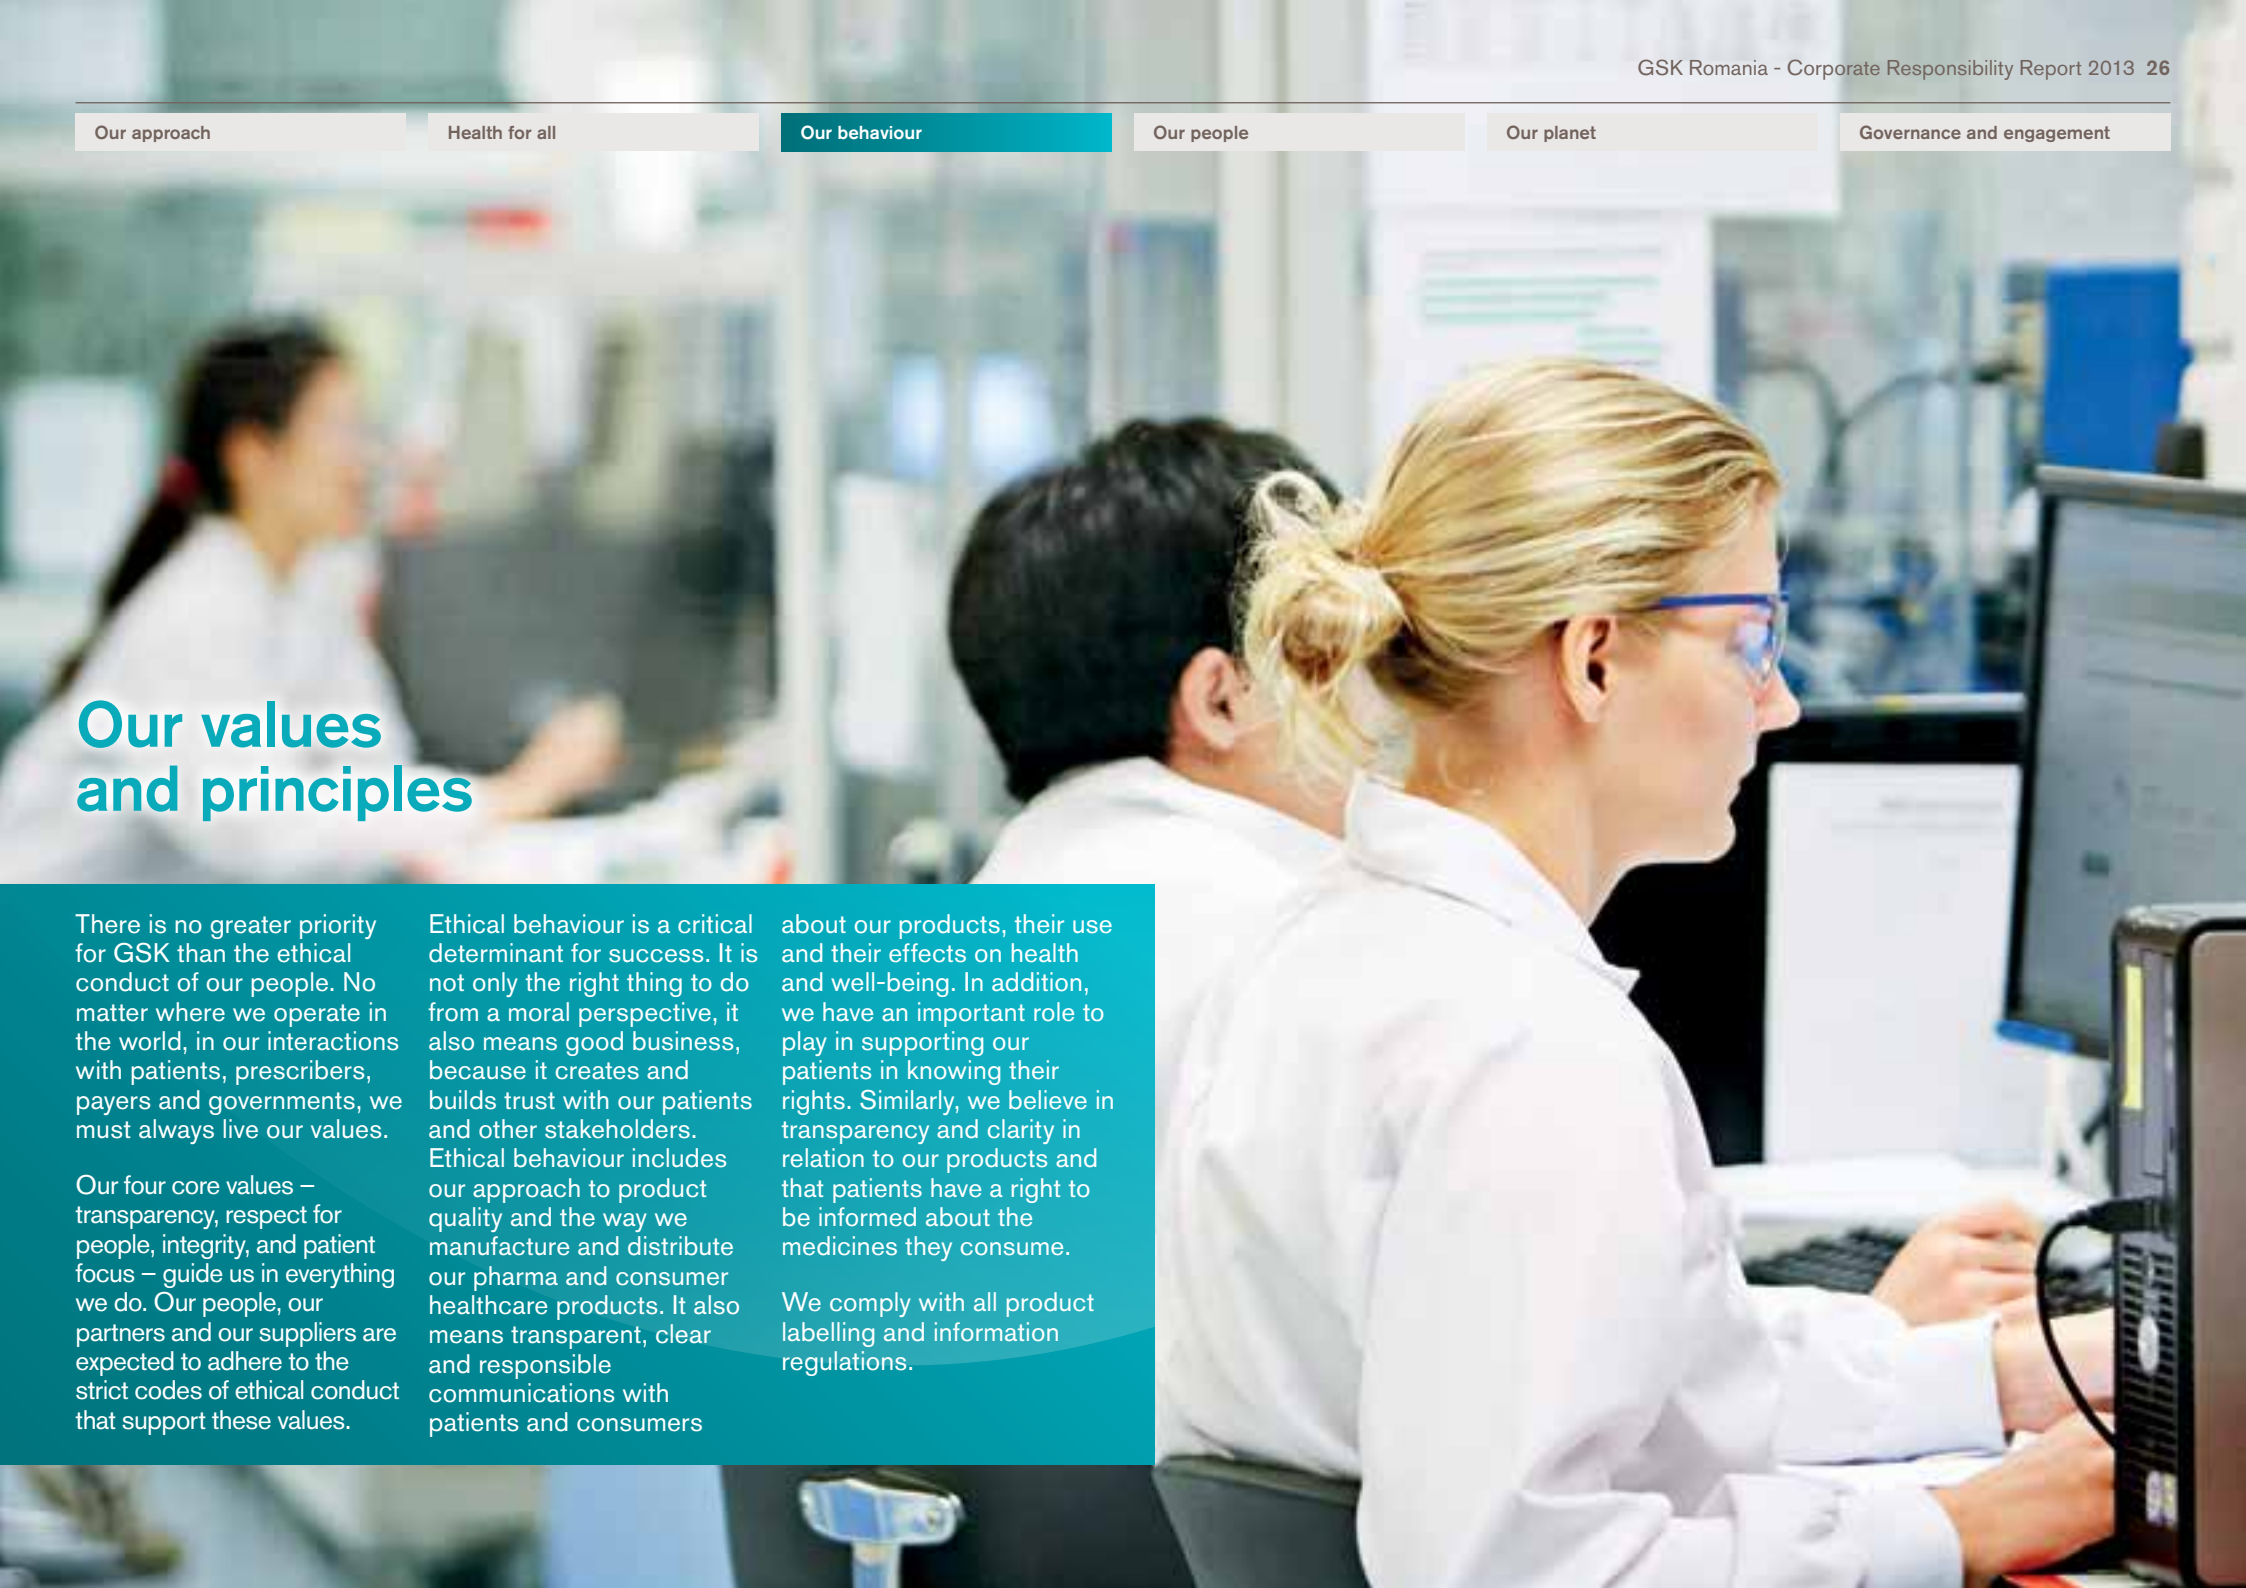 GSK Romania - Corporate Responsibility Report 2013 26
Our approach
Health for all
Our behaviour
Our people
Our planet
Governance and engagement
Our values
and principles
There is no greater priority
for GSK than the ethical
conduct of our people. No
matter where we operate in
the world, in our interactions
with patients, prescribers,
payers and governments, we
must always live our values.
Our four core values –
transparency, respect for
people, integrity, and patient
focus – guide us in everything
we do. Our people, our
partners and our suppliers are
expected to adhere to the
strict codes of ethical conduct
that support these values.
Ethical behaviour is a critical
determinant for success. It is
not only the right thing to do
from a moral perspective, it
also means good business,
because it creates and
builds trust with our patients
and other stakeholders.
Ethical behaviour includes
our approach to product
quality and the way we
manufacture and distribute
our pharma and consumer
healthcare products. It also
means transparent, clear
and responsible
communications with
patients and consumers
about our products, their use
and their effects on health
and well-being. In addition,
we have an important role to
play in supporting our
patients in knowing their
rights. Similarly, we believe in
transparency and clarity in
relation to our products and
that patients have a right to
be informed about the
medicines they consume.
We comply with all product
labelling and information
regulations.